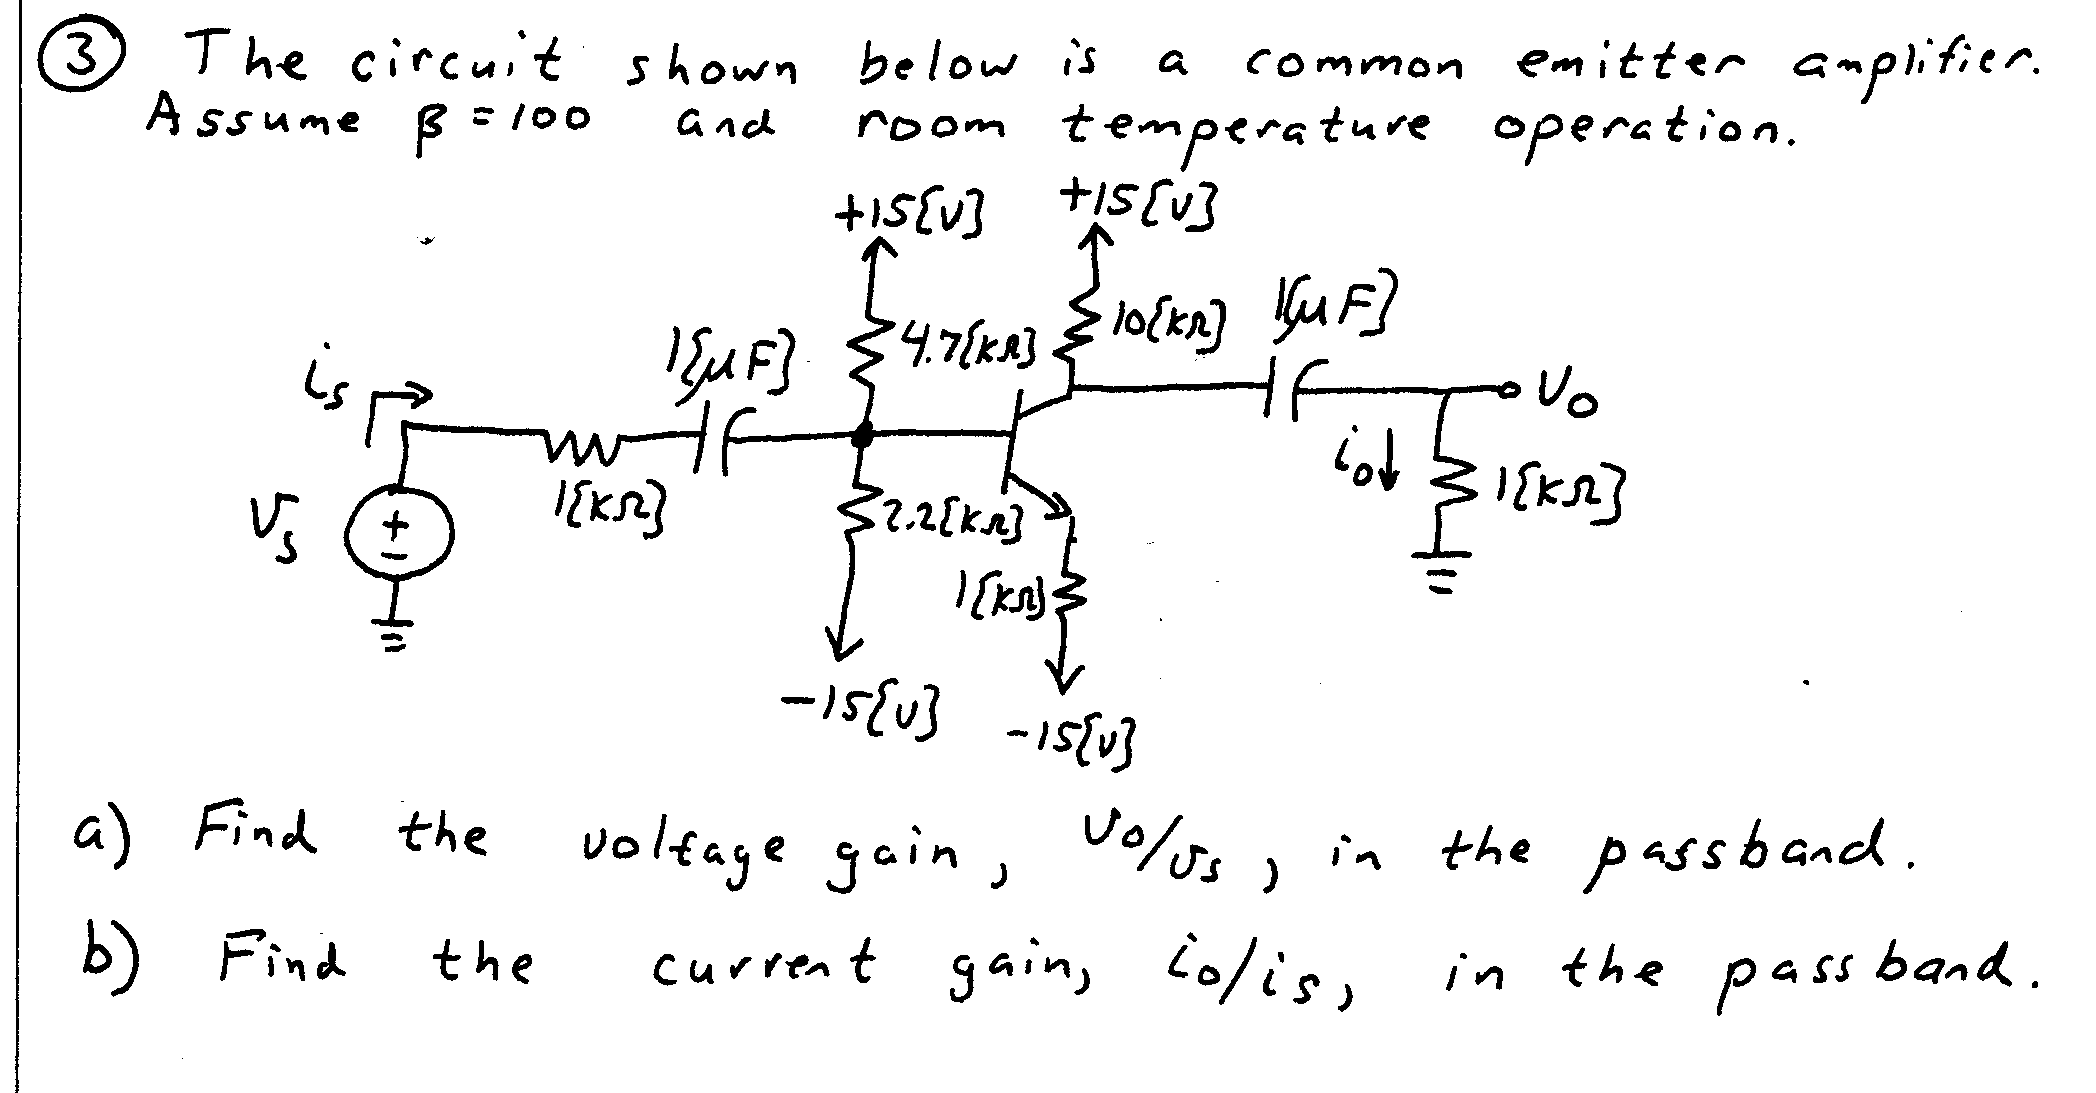 3 The circuit shown below is a common emitter amplifier.
Assume β = 100 and room temperature operation.
+15[V] +15[V]
1[μF] 4.7[kΩ] 10[kΩ] 1[μF]
is
vo
vs 1[kΩ] 2.2[kΩ] io 1[kΩ]
+
-
1[kΩ]
-15[V] -15[V]
a) Find the voltage gain, vo/vs, in the passband.
b) Find the current gain, io/is, in the passband.